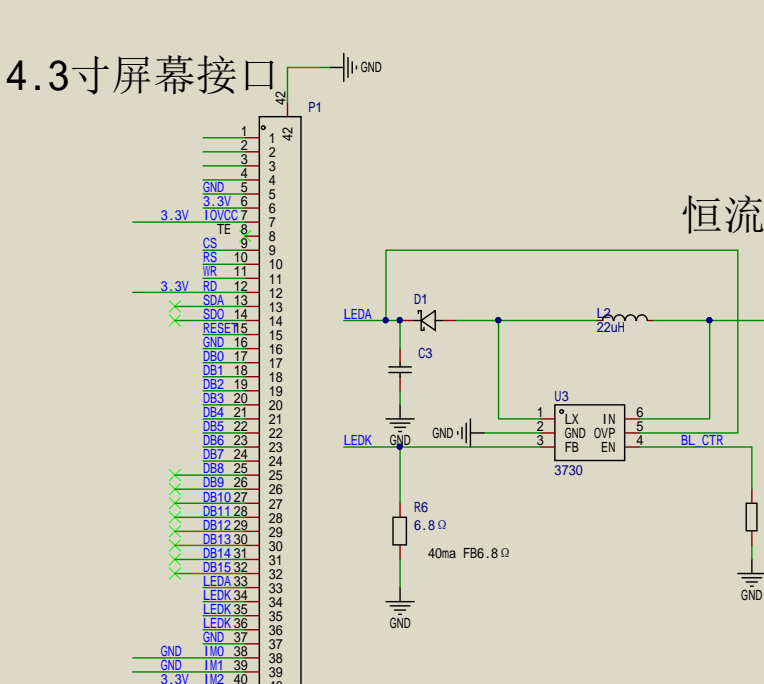 4.3寸屏幕接口
GND
42
P1
42
1 1
2 2
3 3
4 4
GND 5 5
3.3V 6 6
3.3V IOVCC 7 7
TE 8 8
CS 9 9
RS 10 10
WR 11 11
3.3V RD 12 12
SDA 13 13
SDO 14 14
RESET 15 15
GND 16 16
DB0 17 17
DB1 18 18
DB2 19 19
DB3 20 20
DB4 21 21
DB5 22 22
DB6 23 23
DB7 24 24
DB8 25 25
DB9 26 26
DB10 27 27
DB11 28 28
DB12 29 29
DB13 30 30
DB14 31 31
DB15 32 32
LEDA 33 33
LEDK 34 34
LEDK 35 35
LEDK 36 36
GND 37 37
GND IM0 38 38
GND IM1 39 39
3.3V IM2 40
恒流
LEDA
D1
L2
22uH
C3
GND
U3
1 LX IN 6
GND 2 GND OVP 5
LEDK 3 FB EN 4 BL_CTR
3730
R6
6.8Ω
40ma FB6.8Ω
GND
GND